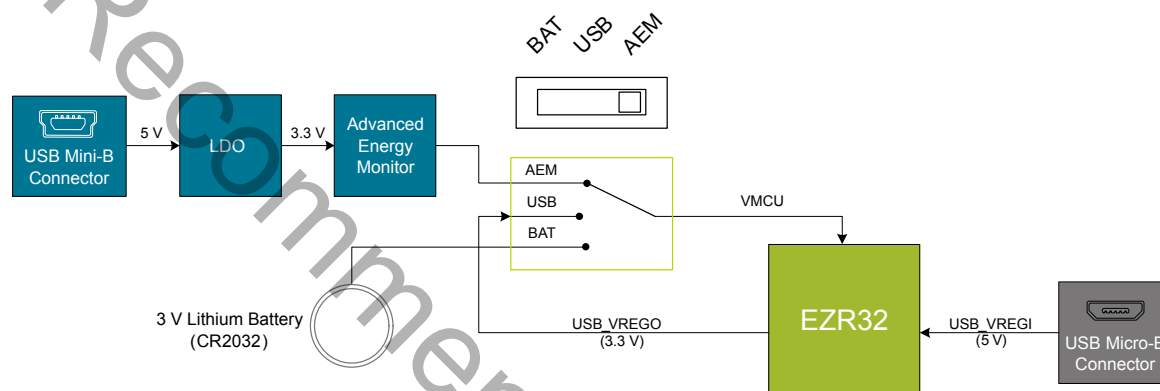 BAT USB AEM
USB Mini-B
Connector
5 V
LDO
3.3 V
Advanced
Energy
Monitor
AEM
USB
BAT
VMCU
3 V Lithium Battery
(CR2032)
USB_VREGO
(3.3 V)
EZR32
USB_VREGI
(5 V)
USB Micro-B
Connector